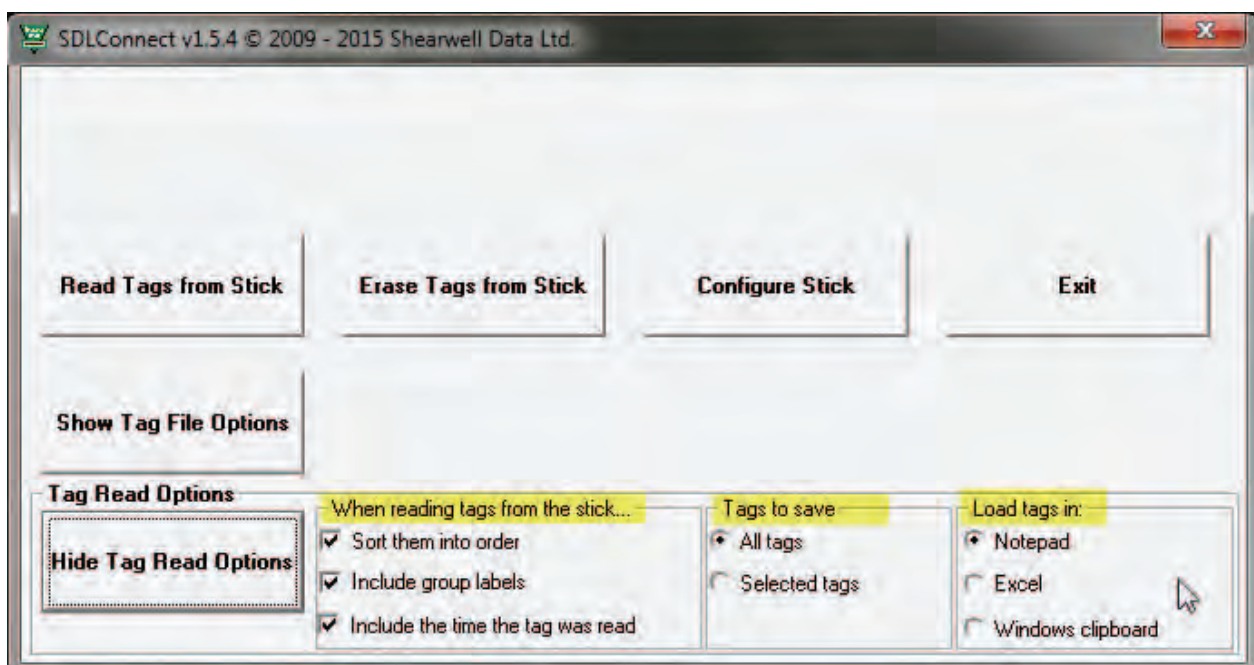 SDLConnect v1.5.4 © 2009 - 2015 Shearwell Data Ltd.
Read Tags from Stick
Erase Tags from Stick
Configure Stick
Exit
Show Tag File Options
Tag Read Options
Hide Tag Read Options
When reading tags from the stick...
Sort them into order
Include group labels
Include the time the tag was read
Tags to save
All tags
Selected tags
Load tags in:
Notepad
Excel
Windows clipboard